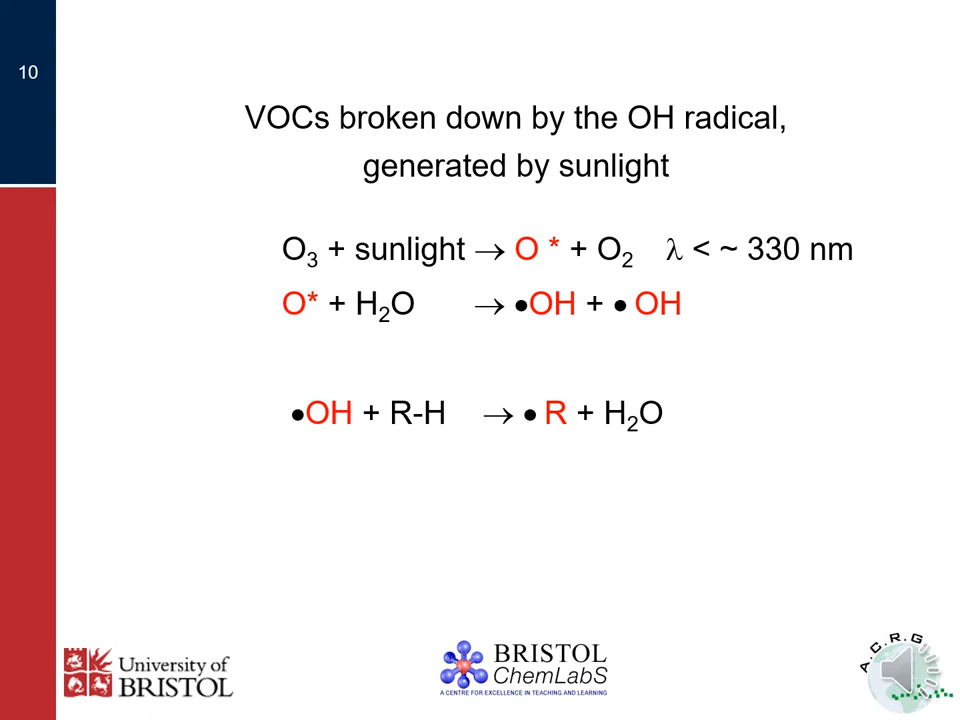 10
VOCs broken down by the OH radical,
generated by sunlight
O₃ + sunlight → O * + O₂ λ < ~ 330 nm
O* + H₂O → •OH + • OH
•OH + R-H → • R + H₂O
University of
BRISTOL
BRISTOL
ChemLabS
A CENTRE FOR EXCELLENCE IN TEACHING AND LEARNING
A.C.R.G